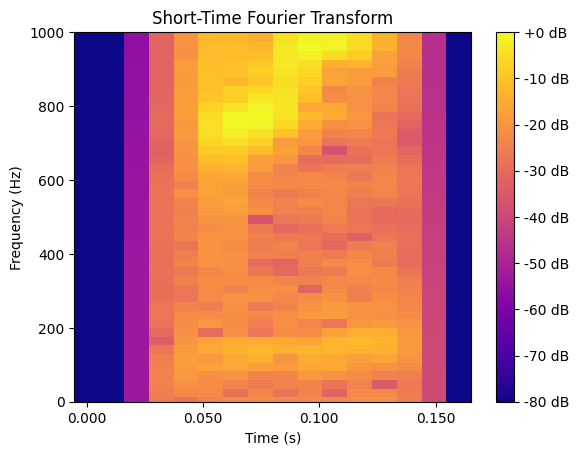 Short-Time Fourier Transform
1000
800
600
400
200
0
Frequency (Hz)
0.000
0.050
0.100
0.150
Time (s)
+0 dB
-10 dB
-20 dB
-30 dB
-40 dB
-50 dB
-60 dB
-70 dB
-80 dB